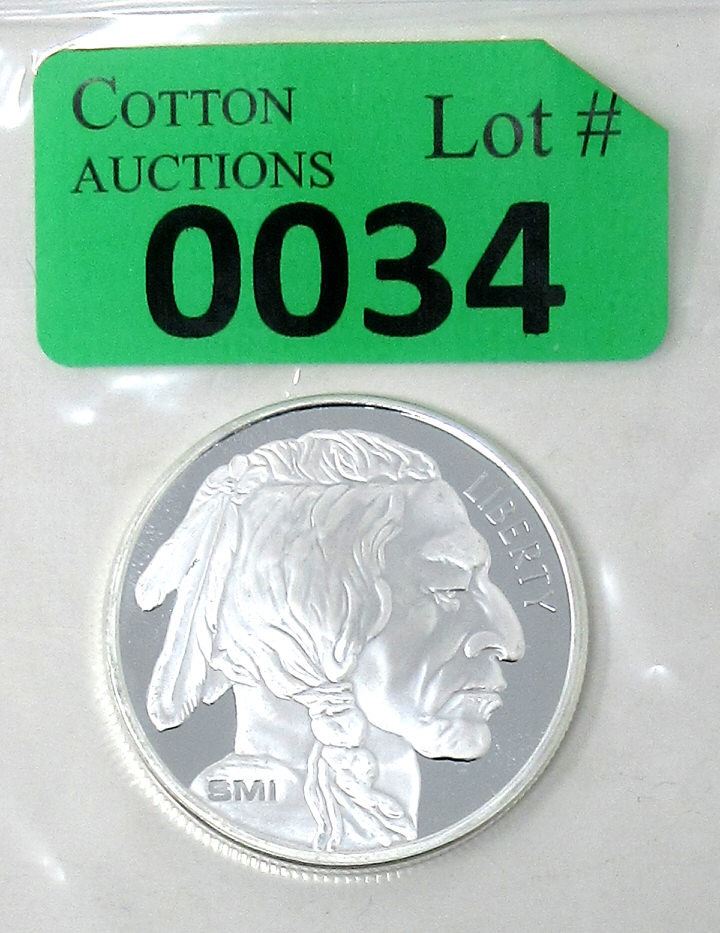 COTTON
AUCTIONS
Lot #
0034
LIBERTY
SMI